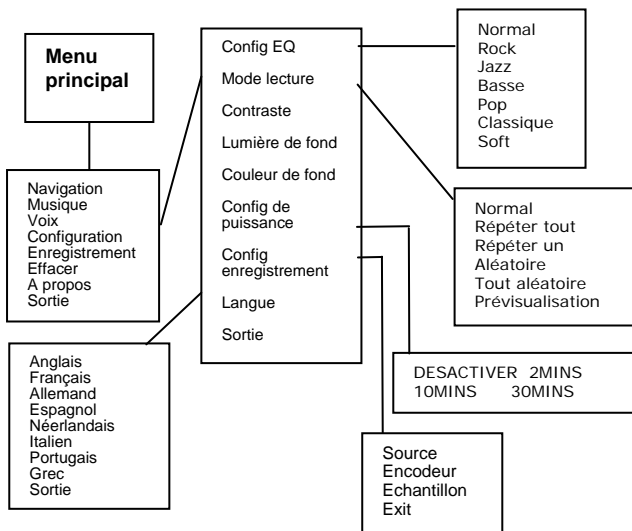 Menu
principal
Navigation
Musique
Voix
Configuration
Enregistrement
Effacer
A propos
Sortie
Config EQ
Mode lecture
Contraste
Lumière de fond
Couleur de fond
Config de
puissance
Config
enregistrement
Langue
Sortie
Normal
Rock
Jazz
Basse
Pop
Classique
Soft
Normal
Répéter tout
Répéter un
Aléatoire
Tout aléatoire
Prévisualisation
DESACTIVER 2MINS
10MINS 30MINS
Source
Encodeur
Echantillon
Exit
Anglais
Français
Allemand
Espagnol
Néerlandais
Italien
Portugais
Grec
Sortie